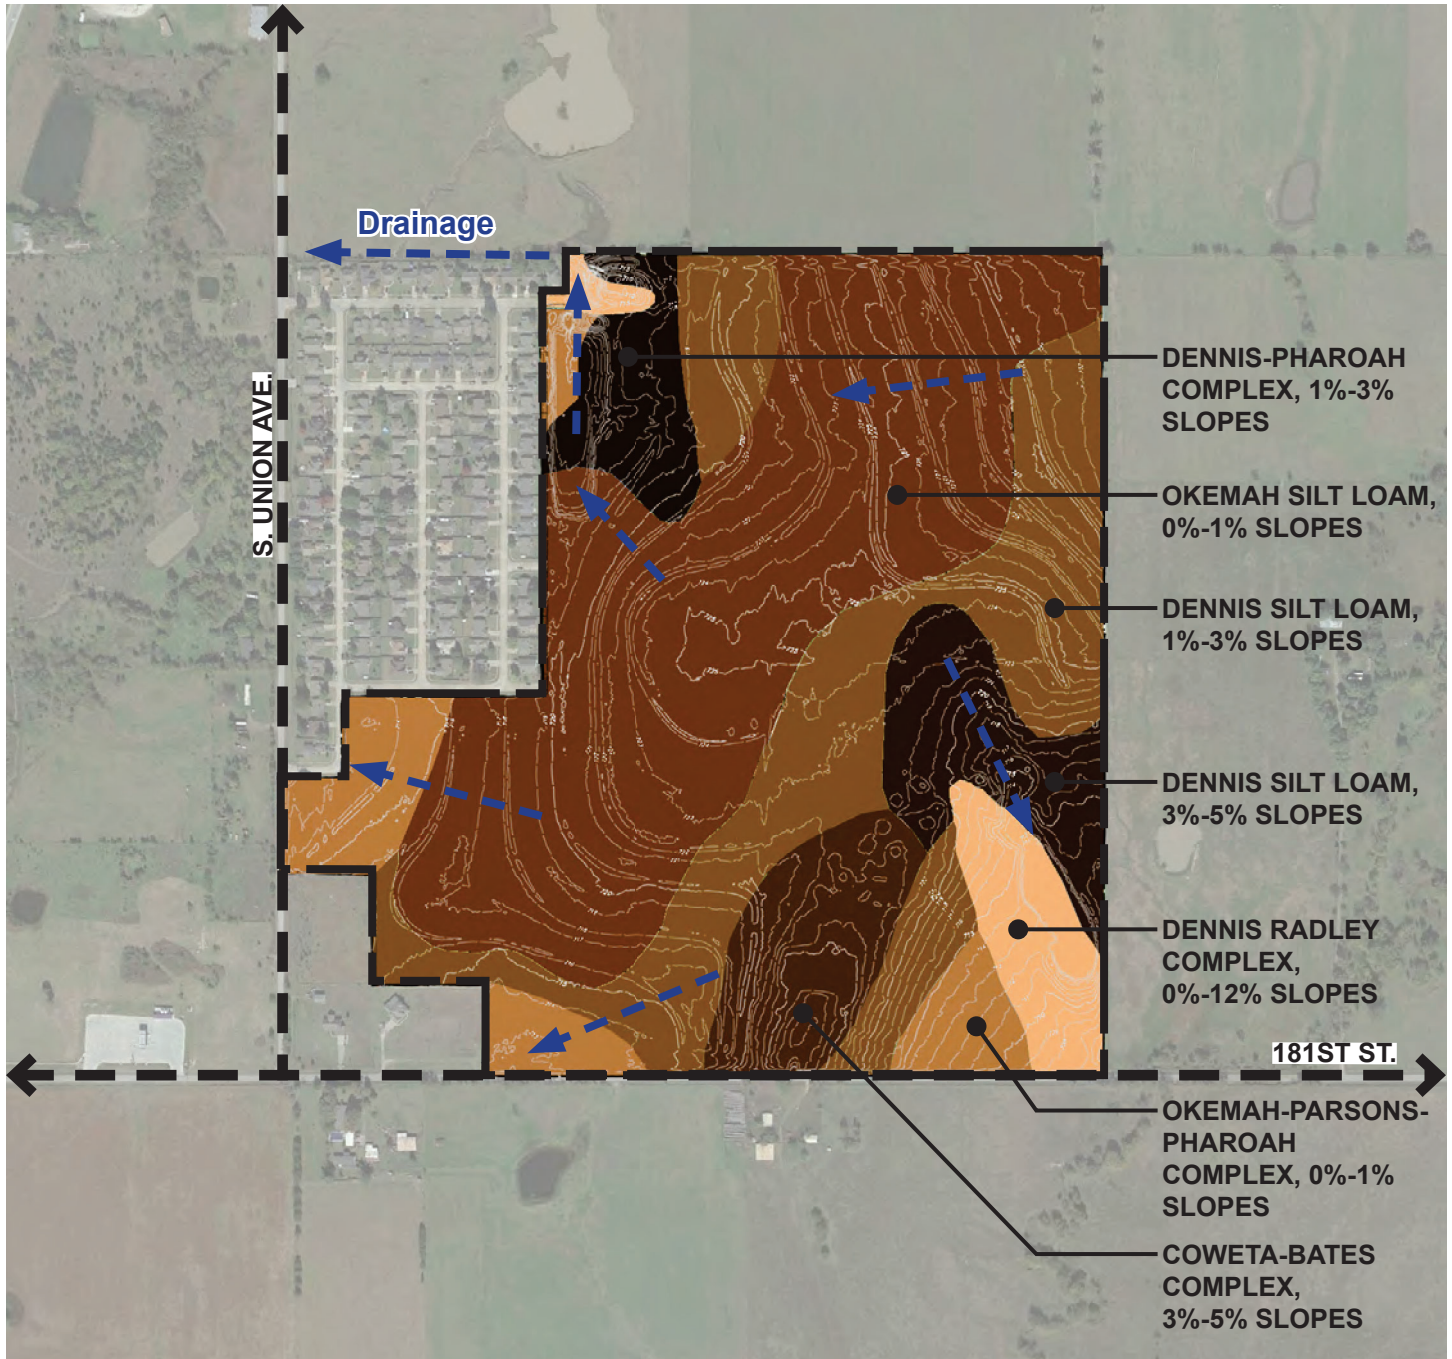 Drainage
S. UNION AVE.
DENNIS-PHAROAH
COMPLEX, 1%-3%
SLOPES
OKEMAH SILT LOAM,
0%-1% SLOPES
DENNIS SILT LOAM,
1%-3% SLOPES
DENNIS SILT LOAM,
3%-5% SLOPES
DENNIS RADLEY
COMPLEX,
0%-12% SLOPES
181ST ST.
OKEMAH-PARSONS-
PHAROAH
COMPLEX, 0%-1%
SLOPES
COWETA-BATES
COMPLEX,
3%-5% SLOPES